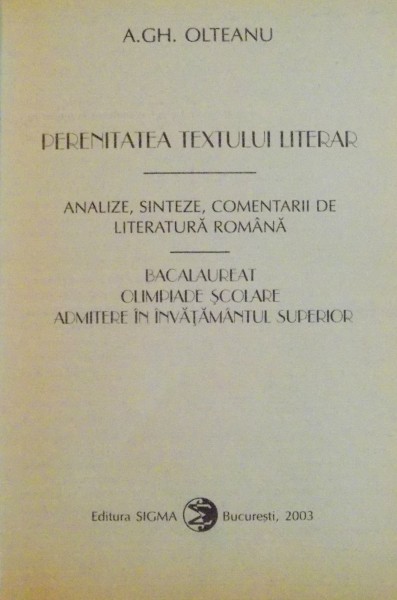 A.GH. OLTEANU
PERENITATEA TEXTULUI LITERAR
ANALIZE, SINTEZE, COMENTARII DE
LITERATURĂ ROMÂNĂ
BACALAUREAT
OLIMPIADE ŞCOLARE
ADMITERE ÎN ÎNVĂŢĂMÂNTUL SUPERIOR
Editura SIGMA Bucureşti, 2003